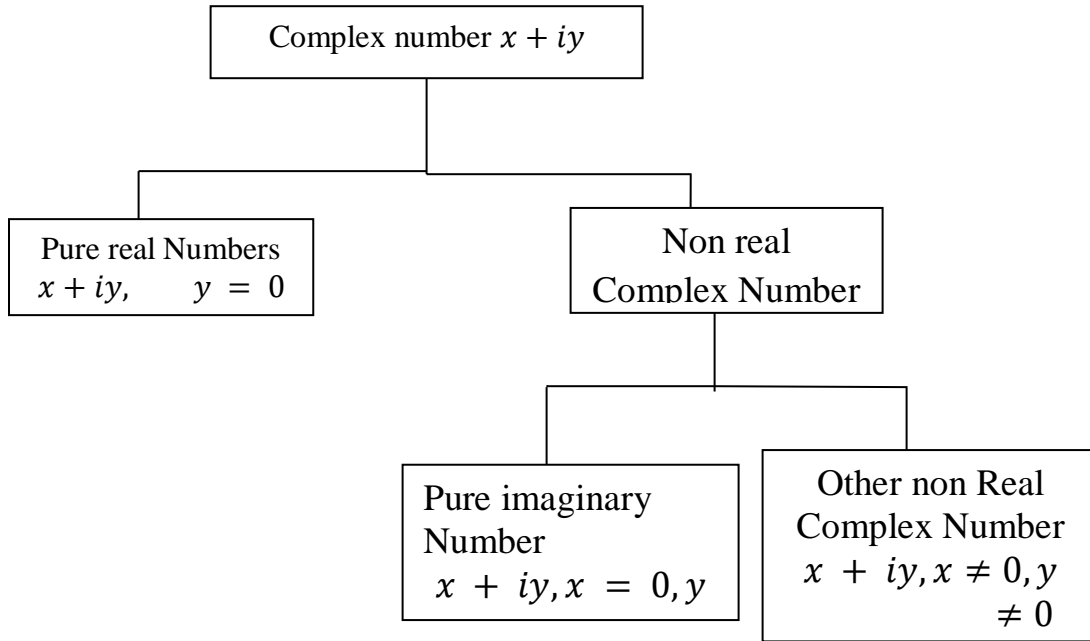 Complex number x + iy
Pure real Numbers
x + iy, y = 0
Non real
Complex Number
Pure imaginary
Number
x + iy, x = 0, y
Other non Real
Complex Number
x + iy, x ≠ 0, y
≠ 0